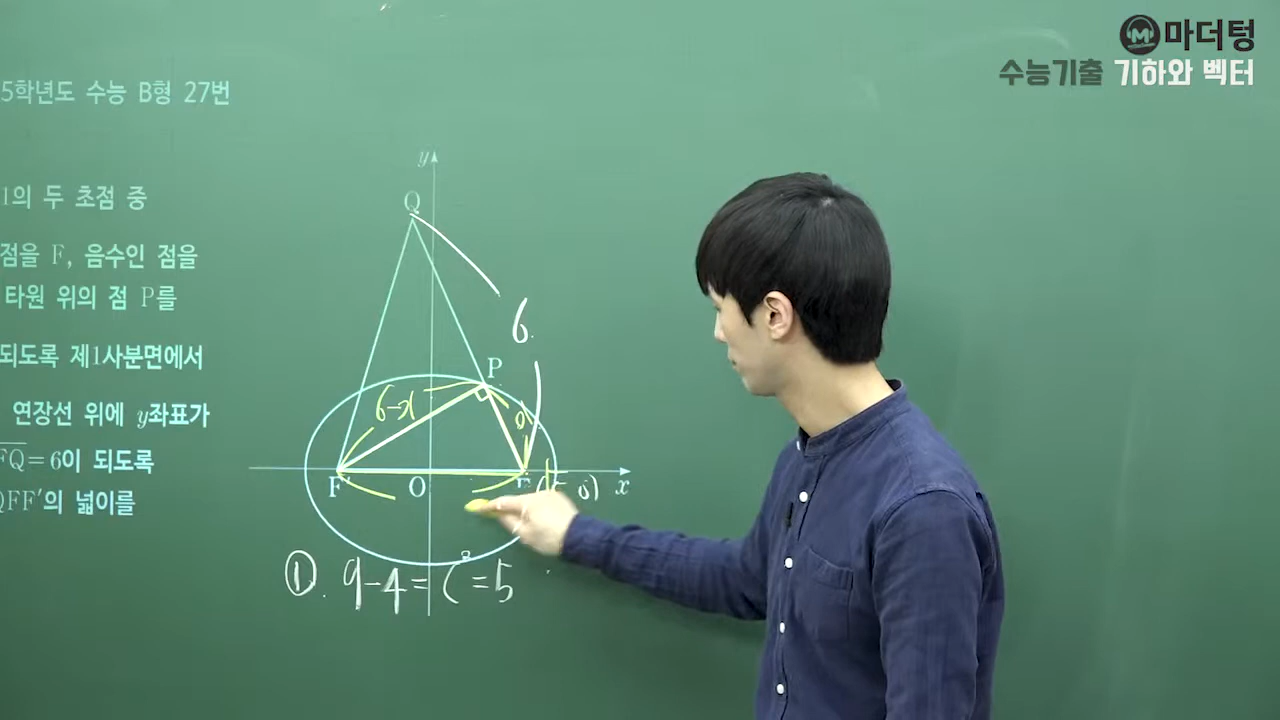 마더텅
수능기출 기하와 벡터
5학년도 수능 B형 27번
1의 두 초점 중
점을 F, 음수인 점을
타원 위의 점 P를
되도록 제1사분면에서
연장선 위에 y좌표가
FQ=6이 되도록
QFF′의 넓이를
y
Q
6
P
6-x
x
F
O
0)
x
①. 9-4=C²=5